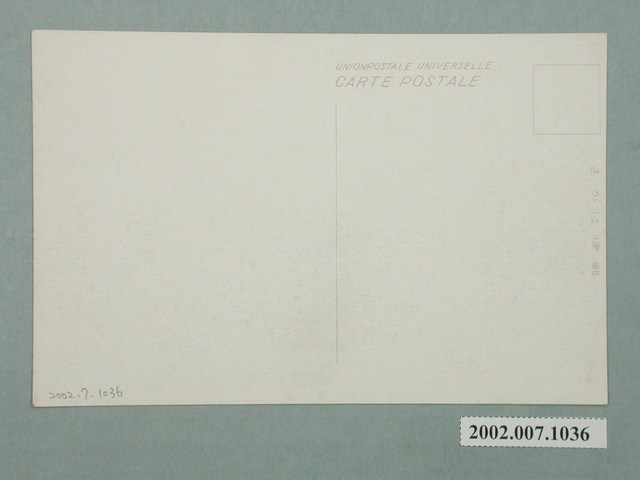 UNIONPOSTALE UNIVERSELLE
CARTE POSTALE
2002.7.1036
2002.007.1036